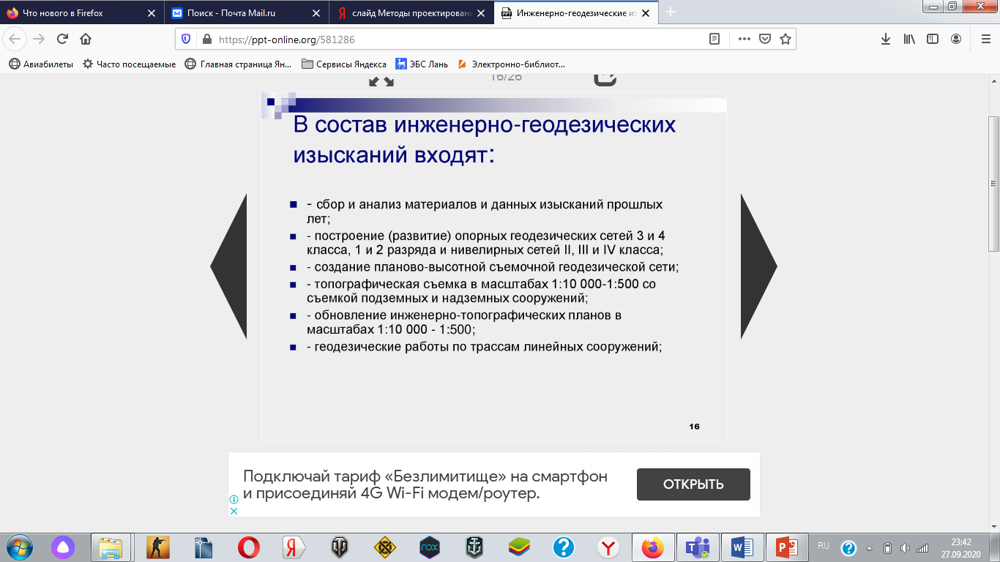 Что нового в Firefox
Поиск - Почта Mail.ru
слайд Методы проектирован
Инженерно-геодезические из
https://ppt-online.org/581286
Авиабилеты
Часто посещаемые
Главная страница Ян...
Сервисы Яндекса
ЭБС Лань
Электронно-библиот...
16/26
В состав инженерно-геодезических
изысканий входят:
- сбор и анализ материалов и данных изысканий прошлых
лет;
- построение (развитие) опорных геодезических сетей 3 и 4
класса, 1 и 2 разряда и нивелирных сетей II, III и IV класса;
- создание планово-высотной съемочной геодезической сети;
- топографическая съемка в масштабах 1:10 000-1:500 со
съемкой подземных и надземных сооружений;
- обновление инженерно-топографических планов в
масштабах 1:10 000 - 1:500;
- геодезические работы по трассам линейных сооружений;
16
Подключай тариф «Безлимитище» на смартфон
и присоединяй 4G Wi-Fi модем/роутер.
ОТКРЫТЬ
RU
23:42
27.09.2020